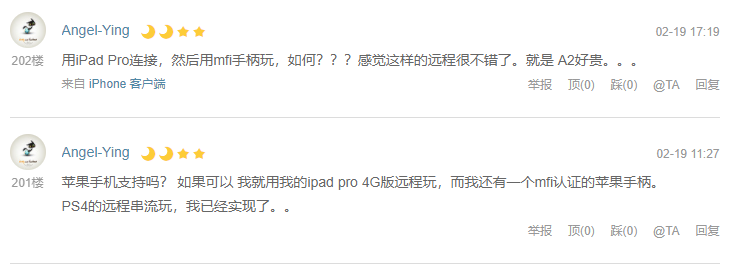 Angel-Ying
02-19 17:19
202楼
用iPad Pro连接，然后用mfi手柄玩，如何？？？感觉这样的远程很不错了。就是 A2好贵。。。
来自 iPhone 客户端
举报 顶(0) 踩(0) @TA 回复
Angel-Ying
02-19 11:27
201楼
苹果手机支持吗？ 如果可以 我就用我的ipad pro 4G版远程玩，而我还有一个mfi认证的苹果手柄。
PS4的远程串流玩，我已经实现了。。
举报 顶(0) 踩(0) @TA 回复